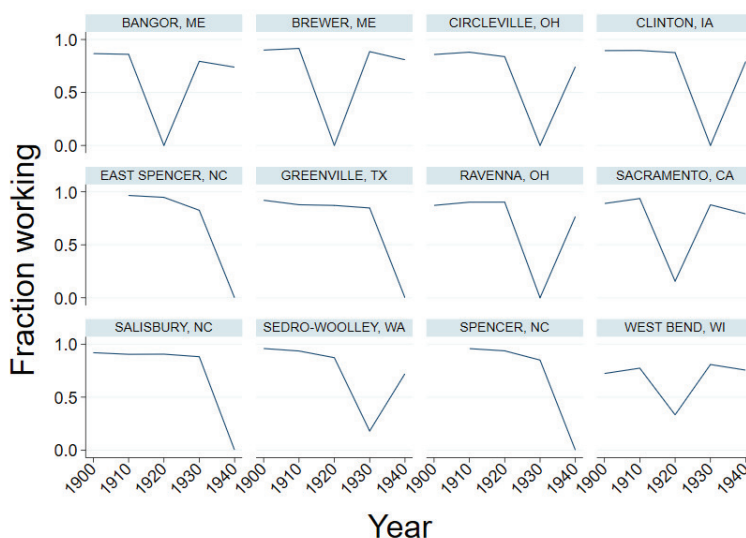 BANGOR, ME BREWER, ME CIRCLEVILLE, OH CLINTON, IA
1.0
0.5
0.0
EAST SPENCER, NC GREENVILLE, TX RAVENNA, OH SACRAMENTO, CA
1.0
0.5
0.0
SALISBURY, NC SEDRO-WOOLLEY, WA SPENCER, NC WEST BEND, WI
1.0
0.5
0.0
Fraction working
1900 1910 1920 1930 1940 1900 1910 1920 1930 1940 1900 1910 1920 1930 1940 1900 1910 1920 1930 1940
Year